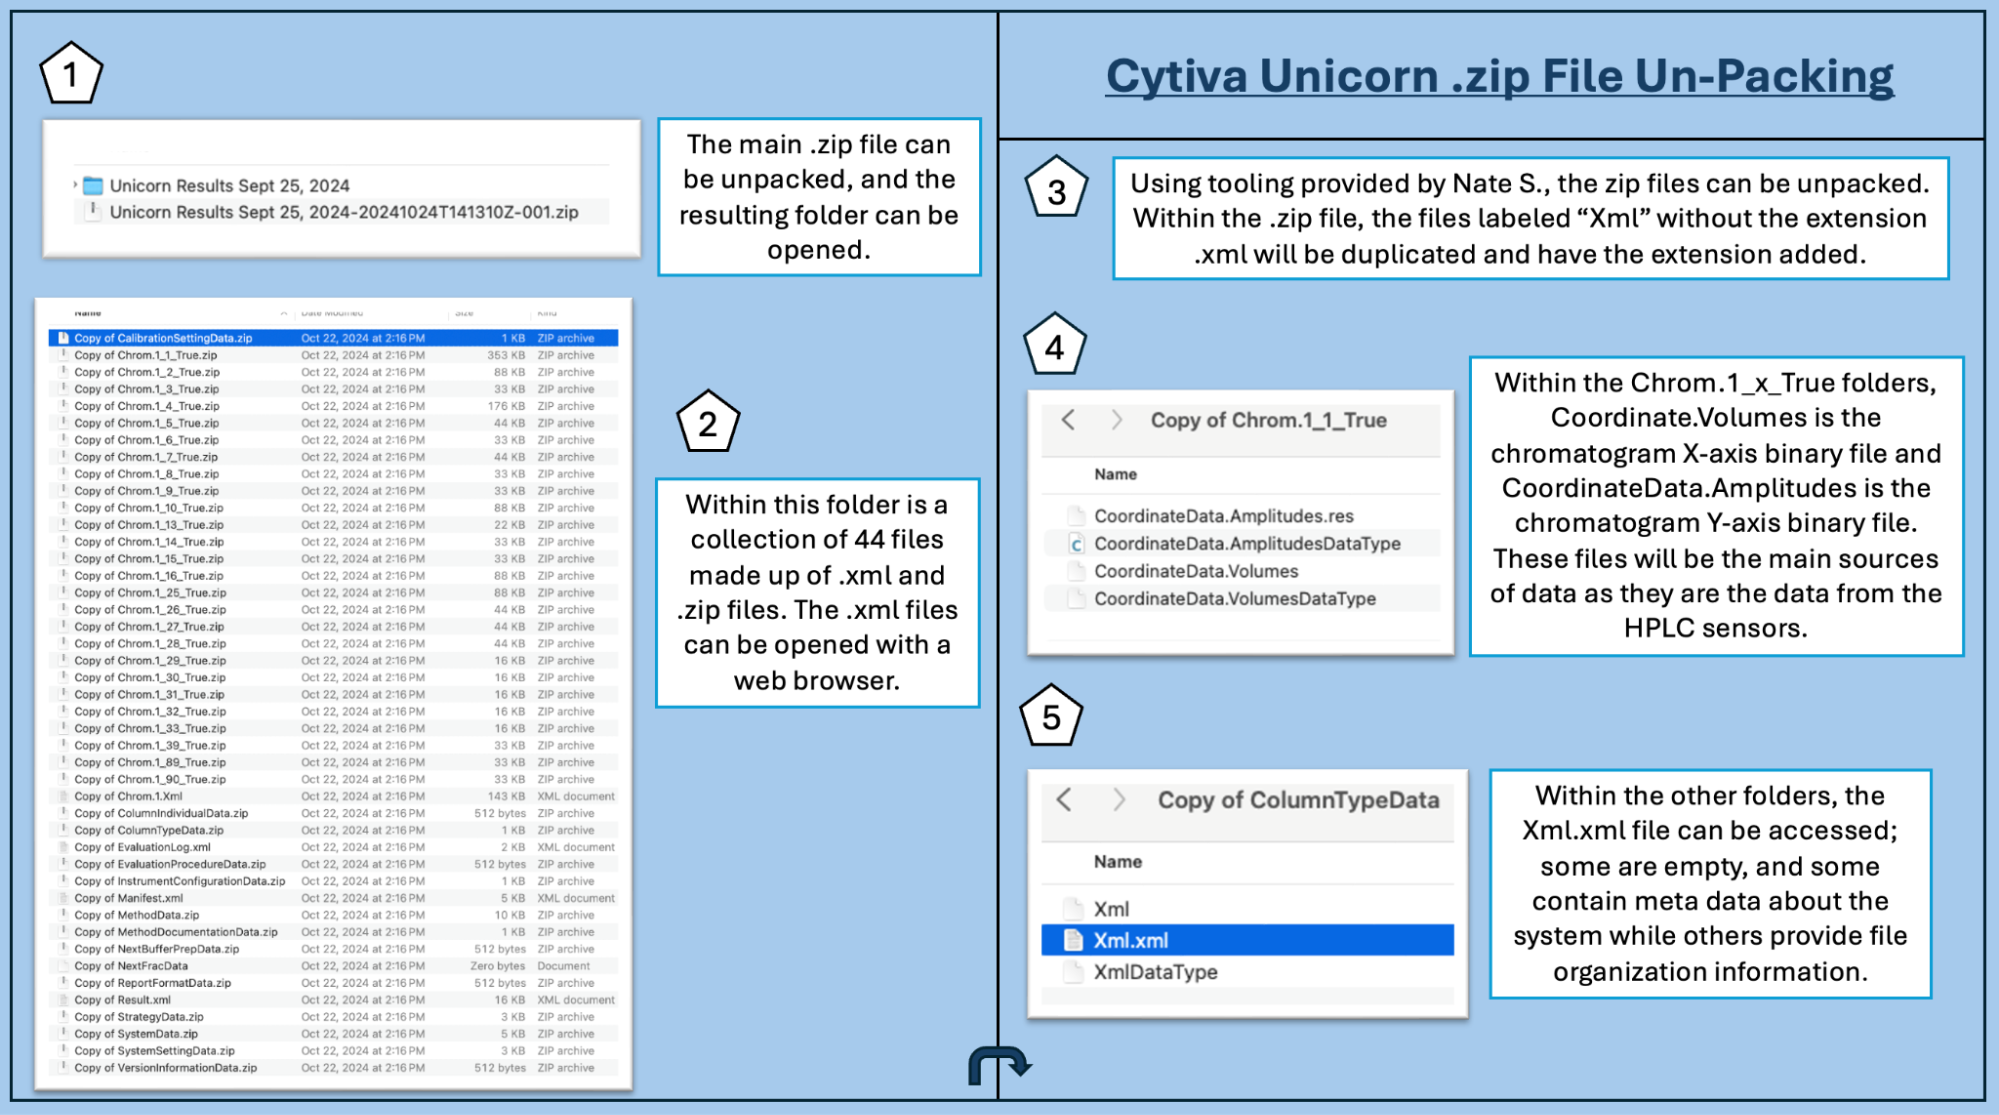 1
Unicorn Results Sept 25, 2024
Unicorn Results Sept 25, 2024-20241024T141310Z-001.zip
The main .zip file can
be unpacked, and the
resulting folder can be
opened.
Name Date Modified Size Kind
Copy of CalibrationSettingData.zip Oct 22, 2024 at 2:16 PM 1 KB ZIP archive
Copy of Chrom.1_1_True.zip Oct 22, 2024 at 2:16 PM 353 KB ZIP archive
Copy of Chrom.1_2_True.zip Oct 22, 2024 at 2:16 PM 88 KB ZIP archive
Copy of Chrom.1_3_True.zip Oct 22, 2024 at 2:16 PM 33 KB ZIP archive
Copy of Chrom.1_4_True.zip Oct 22, 2024 at 2:16 PM 176 KB ZIP archive
Copy of Chrom.1_5_True.zip Oct 22, 2024 at 2:16 PM 44 KB ZIP archive
Copy of Chrom.1_6_True.zip Oct 22, 2024 at 2:16 PM 33 KB ZIP archive
Copy of Chrom.1_7_True.zip Oct 22, 2024 at 2:16 PM 44 KB ZIP archive
Copy of Chrom.1_8_True.zip Oct 22, 2024 at 2:16 PM 33 KB ZIP archive
Copy of Chrom.1_9_True.zip Oct 22, 2024 at 2:16 PM 33 KB ZIP archive
Copy of Chrom.1_10_True.zip Oct 22, 2024 at 2:16 PM 88 KB ZIP archive
Copy of Chrom.1_13_True.zip Oct 22, 2024 at 2:16 PM 22 KB ZIP archive
Copy of Chrom.1_14_True.zip Oct 22, 2024 at 2:16 PM 33 KB ZIP archive
Copy of Chrom.1_15_True.zip Oct 22, 2024 at 2:16 PM 33 KB ZIP archive
Copy of Chrom.1_16_True.zip Oct 22, 2024 at 2:16 PM 88 KB ZIP archive
Copy of Chrom.1_25_True.zip Oct 22, 2024 at 2:16 PM 88 KB ZIP archive
Copy of Chrom.1_26_True.zip Oct 22, 2024 at 2:16 PM 44 KB ZIP archive
Copy of Chrom.1_27_True.zip Oct 22, 2024 at 2:16 PM 44 KB ZIP archive
Copy of Chrom.1_28_True.zip Oct 22, 2024 at 2:16 PM 44 KB ZIP archive
Copy of Chrom.1_29_True.zip Oct 22, 2024 at 2:16 PM 16 KB ZIP archive
Copy of Chrom.1_30_True.zip Oct 22, 2024 at 2:16 PM 16 KB ZIP archive
Copy of Chrom.1_31_True.zip Oct 22, 2024 at 2:16 PM 16 KB ZIP archive
Copy of Chrom.1_32_True.zip Oct 22, 2024 at 2:16 PM 16 KB ZIP archive
Copy of Chrom.1_33_True.zip Oct 22, 2024 at 2:16 PM 16 KB ZIP archive
Copy of Chrom.1_39_True.zip Oct 22, 2024 at 2:16 PM 33 KB ZIP archive
Copy of Chrom.1_89_True.zip Oct 22, 2024 at 2:16 PM 33 KB ZIP archive
Copy of Chrom.1_90_True.zip Oct 22, 2024 at 2:16 PM 33 KB ZIP archive
Copy of Chrom.1.Xml Oct 22, 2024 at 2:16 PM 143 KB XML document
Copy of ColumnIndividualData.zip Oct 22, 2024 at 2:16 PM 512 bytes ZIP archive
Copy of ColumnTypeData.zip Oct 22, 2024 at 2:16 PM 1 KB ZIP archive
Copy of EvaluationLog.xml Oct 22, 2024 at 2:16 PM 2 KB XML document
Copy of EvaluationProcedureData.zip Oct 22, 2024 at 2:16 PM 512 bytes ZIP archive
Copy of InstrumentConfigurationData.zip Oct 22, 2024 at 2:16 PM 1 KB ZIP archive
Copy of Manifest.xml Oct 22, 2024 at 2:16 PM 5 KB XML document
Copy of MethodData.zip Oct 22, 2024 at 2:16 PM 10 KB ZIP archive
Copy of MethodDocumentationData.zip Oct 22, 2024 at 2:16 PM 1 KB ZIP archive
Copy of NextBufferPrepData.zip Oct 22, 2024 at 2:16 PM 512 bytes ZIP archive
Copy of NextFracData Oct 22, 2024 at 2:16 PM Zero bytes Document
Copy of ReportFormatData.zip Oct 22, 2024 at 2:16 PM 512 bytes ZIP archive
Copy of Result.xml Oct 22, 2024 at 2:16 PM 16 KB XML document
Copy of StrategyData.zip Oct 22, 2024 at 2:16 PM 3 KB ZIP archive
Copy of SystemData.zip Oct 22, 2024 at 2:16 PM 5 KB ZIP archive
Copy of SystemSettingData.zip Oct 22, 2024 at 2:16 PM 3 KB ZIP archive
Copy of VersionInformationData.zip Oct 22, 2024 at 2:16 PM 512 bytes ZIP archive
2
Within this folder is a
collection of 44 files
made up of .xml and
.zip files. The .xml files
can be opened with a
web browser.
Cytiva Unicorn .zip File Un-Packing
3
Using tooling provided by Nate S., the zip files can be unpacked.
Within the .zip file, the files labeled “Xml” without the extension
.xml will be duplicated and have the extension added.
4
Copy of Chrom.1_1_True
Name
CoordinateData.Amplitudes.res
CoordinateData.AmplitudesDataType
CoordinateData.Volumes
CoordinateData.VolumesDataType
Within the Chrom.1_x_True folders,
Coordinate.Volumes is the
chromatogram X-axis binary file and
CoordinateData.Amplitudes is the
chromatogram Y-axis binary file.
These files will be the main sources
of data as they are the data from the
HPLC sensors.
5
Copy of ColumnTypeData
Name
Xml
Xml.xml
XmlDataType
Within the other folders, the
Xml.xml file can be accessed;
some are empty, and some
contain meta data about the
system while others provide file
organization information.